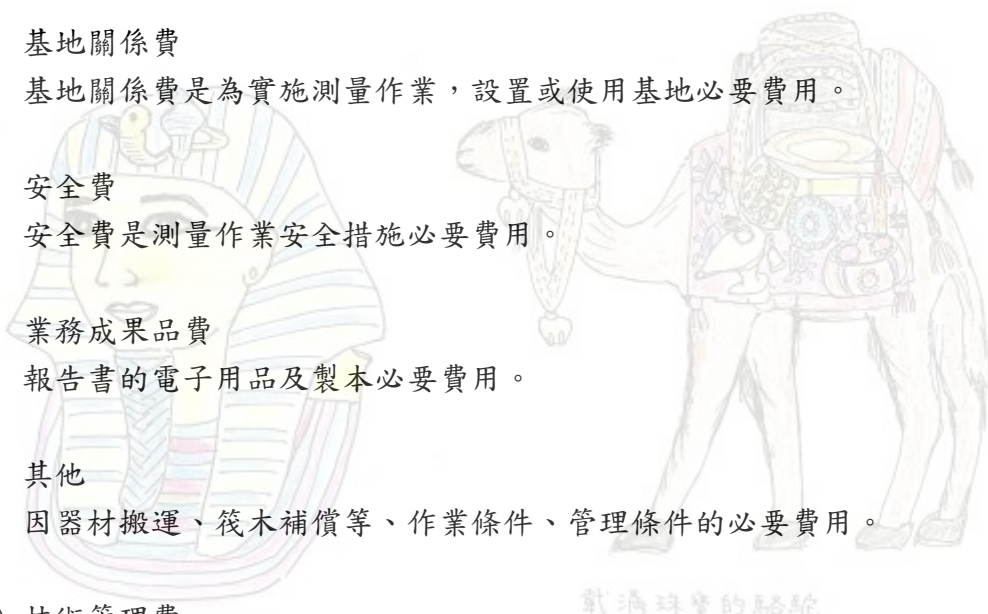 基地關係費
基地關係費是為實施測量作業，設置或使用基地必要費用。
安全費
安全費是測量作業安全措施必要費用。
業務成果品費
報告書的電子用品及製本必要費用。
其他
因器材搬運、筏木補償等、作業條件、管理條件的必要費用。
技術管理費
載滿珠寶的駱駝